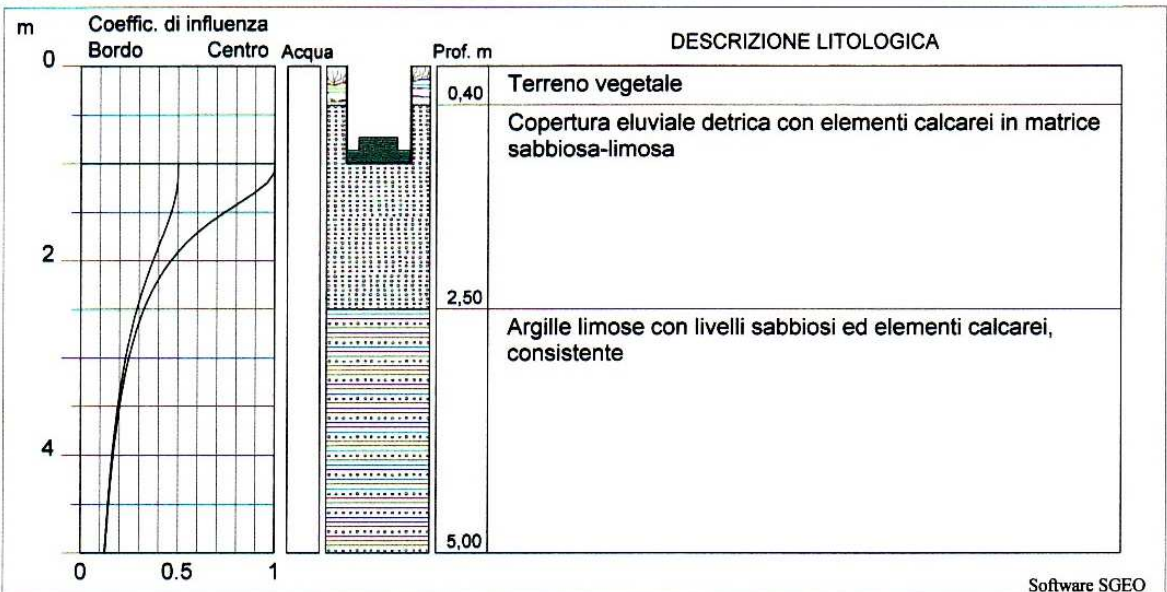 m
Coeffic. di influenza
Bordo Centro
Acqua
Prof. m
DESCRIZIONE LITOLOGICA
0
0,40
Terreno vegetale
Copertura eluviale detrica con elementi calcarei in matrice
sabbiosa-limosa
2
2,50
Argille limose con livelli sabbiosi ed elementi calcarei,
consistente
4
5,00
0 0.5 1
Software SGEO